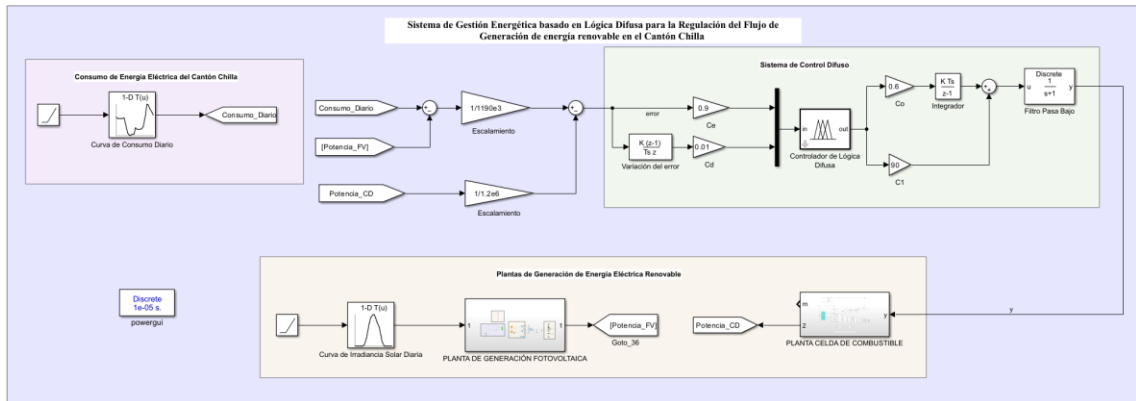 Sistema de Gestión Energética basado en Lógica Difusa para la Regulación del Flujo de
Generación de energía renovable en el Cantón Chilla
Consumo de Energía Eléctrica del Cantón Chilla
1-D T(u)
Consumo_Diario
Curva de Consumo Diario
Consumo_Diario
[Potencia_FV]
Potencia_CD
1/1190e3
Escalamiento
1/1.2e6
Escalamiento
Sistema de Control Difuso
error
0.9
Ce
K (z-1)
Ts z
Variación del error
0.01
Cd
in
out
Controlador de Lógica
Difusa
0.6
Co
K Ts
z-1
Integrador
90
C1
Discrete
u
1
s+1
y
Filtro Pasa Bajo
Plantas de Generación de Energía Eléctrica Renovable
Discrete
1e-05 s.
powergui
1-D T(u)
Curva de Irradiancia Solar Diaria
1
1
PLANTA DE GENERACIÓN FOTOVOLTAICA
[Potencia_FV]
Goto_36
Potencia_CD
m
2
y
PLANTA CELDA DE COMBUSTIBLE
y